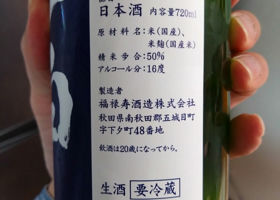 日本酒 内容量720ml
原材料名:米(国産)、
米麹(国産米)
精米歩合:50%
アルコール分:16度
製造者
福禄寿酒造株式会社
秋田県南秋田郡五城目町
字下夕町48番地
飲酒は20歳になってから。
生酒 要冷蔵